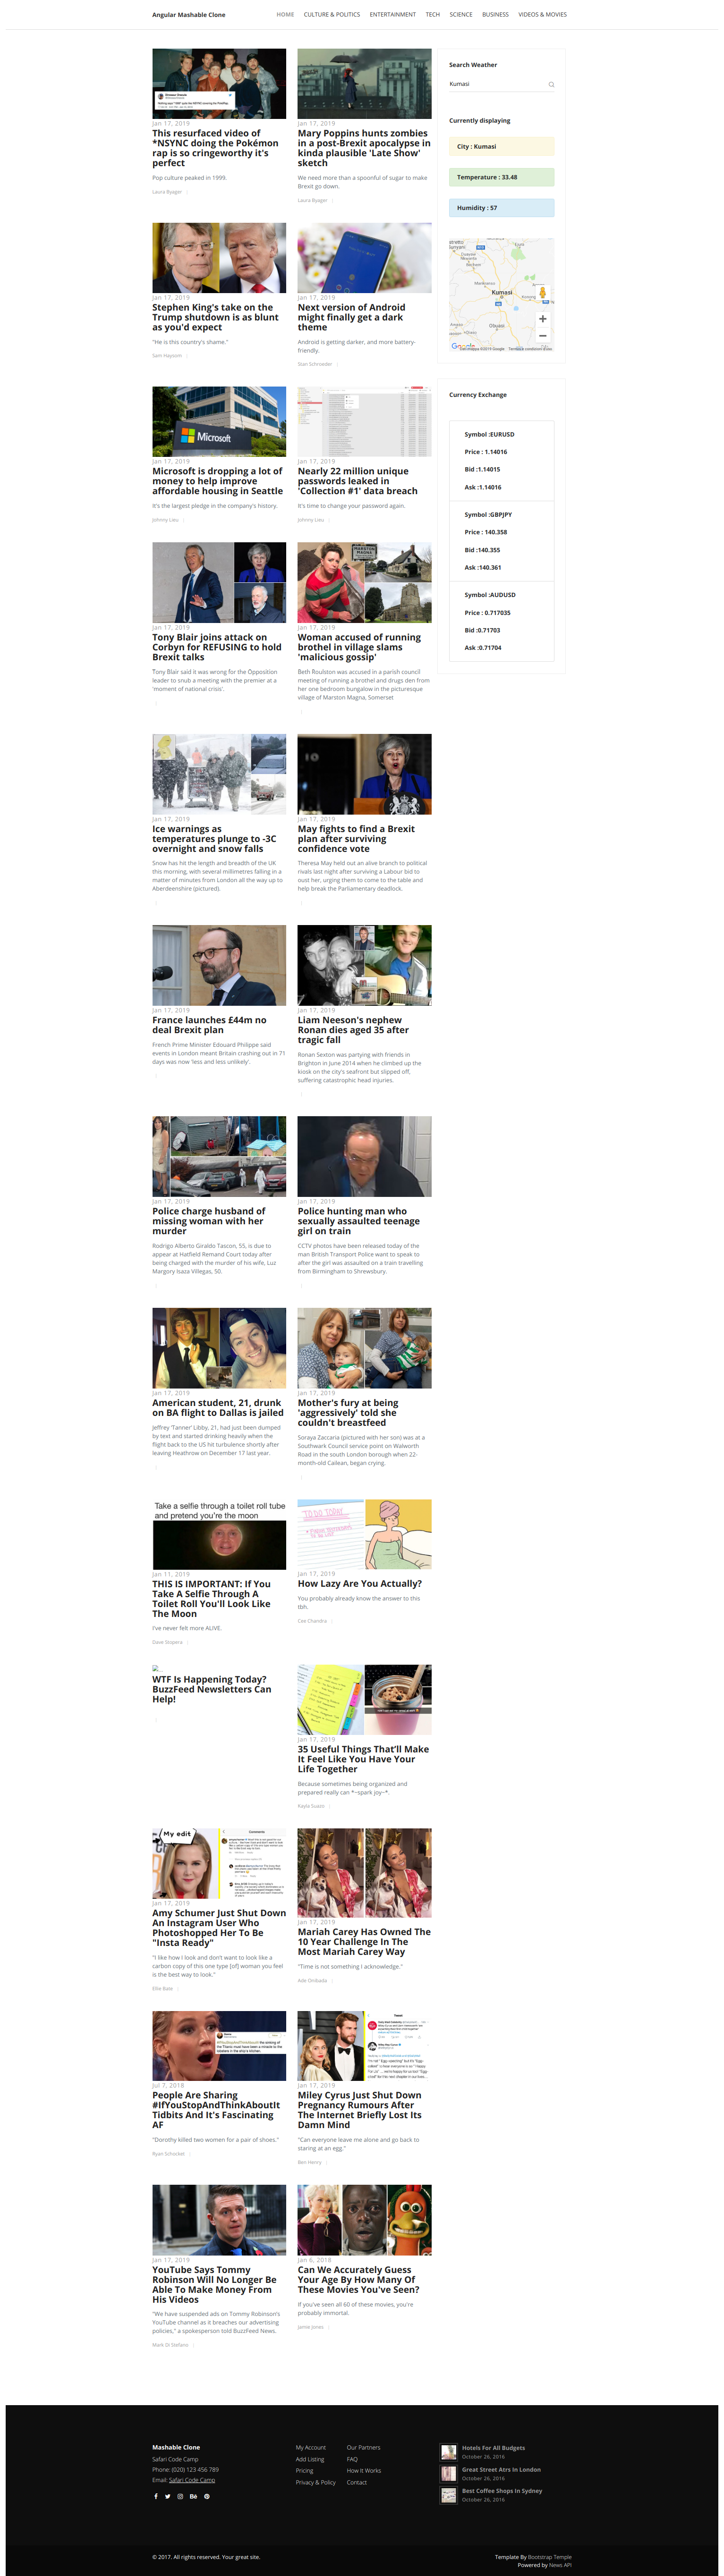 Angular Mashable Clone
HOME CULTURE & POLITICS ENTERTAINMENT TECH SCIENCE BUSINESS VIDEOS & MOVIES
Jan 17, 2019
This resurfaced video of
*NSYNC doing the Pokémon
rap is so cringeworthy it's
perfect
Pop culture peaked in 1999.
Laura Byager
Jan 17, 2019
Mary Poppins hunts zombies
in a post-Brexit apocalypse in
kinda plausible 'Late Show'
sketch
We need more than a spoonful of sugar to make
Brexit go down.
Laura Byager
Jan 17, 2019
Stephen King's take on the
Trump shutdown is as blunt
as you'd expect
"He is this country's shame."
Sam Haysom
Jan 17, 2019
Next version of Android
might finally get a dark
theme
Android is getting darker, and more battery-
friendly.
Stan Schroeder
Microsoft
Jan 17, 2019
Microsoft is dropping a lot of
money to help improve
affordable housing in Seattle
It's the largest pledge in the company's history.
Johnny Lieu
Jan 17, 2019
Nearly 22 million unique
passwords leaked in
'Collection #1' data breach
It's time to change your password again.
Johnny Lieu
Jan 17, 2019
Tony Blair joins attack on
Corbyn for REFUSING to hold
Brexit talks
Tony Blair said it was wrong for the Opposition
leader to snub a meeting with the premier at a
'moment of national crisis'.
MARSTON
MAGNA
Jan 17, 2019
Woman accused of running
brothel in village slams
'malicious gossip'
Beth Roulston was accused in a parish council
meeting of running a brothel and drugs den from
her one bedroom bungalow in the picturesque
village of Marston Magna, Somerset
Jan 17, 2019
Ice warnings as
temperatures plunge to -3C
overnight and snow falls
Snow has hit the length and breadth of the UK
this morning, with several millimetres falling in a
matter of minutes from London all the way up to
Aberdeenshire (pictured).
Jan 17, 2019
May fights to find a Brexit
plan after surviving
confidence vote
Theresa May held out an olive branch to political
rivals last night after surviving a Labour bid to
oust her, urging them to come to the table and
help break the Parliamentary deadlock.
Jan 17, 2019
France launches £44m no
deal Brexit plan
French Prime Minister Edouard Philippe said
events in London meant Britain crashing out in 71
days was now 'less and less unlikely'.
Jan 17, 2019
Liam Neeson's nephew
Ronan dies aged 35 after
tragic fall
Ronan Sexton was partying with friends in
Brighton in June 2014 when he climbed up the
kiosk on the city's seafront but slipped off,
suffering catastrophic head injuries.
Jan 17, 2019
Police charge husband of
missing woman with her
murder
Rodrigo Alberto Giraldo Tascon, 55, is due to
appear at Hatfield Remand Court today after
being charged with the murder of his wife, Luz
Margory Isaza Villegas, 50.
Jan 17, 2019
Police hunting man who
sexually assaulted teenage
girl on train
CCTV photos have been released today of the
man British Transport Police want to speak to
after the girl was assaulted on a train travelling
from Birmingham to Shrewsbury.
Jan 17, 2019
American student, 21, drunk
on BA flight to Dallas is jailed
Jeffrey 'Tanner' Libby, 21, had just been dumped
by text and started drinking heavily when the
flight back to the US hit turbulence shortly after
leaving Heathrow on December 17 last year.
Jan 17, 2019
Mother's fury at being
'aggressively' told she
couldn't breastfeed
Soraya Zaccaria (pictured with her son) was at a
Southwark Council service point on Walworth
Road in the south London borough when 22-
month-old Cailean, began crying.
Take a selfie through a toilet roll tube
and pretend you're the moon
Jan 11, 2019
THIS IS IMPORTANT: If You
Take A Selfie Through A
Toilet Roll You'll Look Like
The Moon
I've never felt more ALIVE.
Dave Stopera
TO DO TODAY
Jan 17, 2019
How Lazy Are You Actually?
You probably already know the answer to this
tbh.
Cee Chandra
WTF Is Happening Today?
BuzzFeed Newsletters Can
Help!
Jan 17, 2019
35 Useful Things That'll Make
It Feel Like You Have Your
Life Together
Because sometimes being organized and
prepared really can *~spark joy~*.
Kayla Suazo
My edit
Comments
Jan 17, 2019
Amy Schumer Just Shut Down
An Instagram User Who
Photoshopped Her To Be
"Insta Ready"
"I like how I look and don't want to look like a
carbon copy of this one type [of] woman you feel
is the best way to look."
Ellie Bate
Jan 17, 2019
Mariah Carey Has Owned The
10 Year Challenge In The
Most Mariah Carey Way
"Time is not something I acknowledge."
Ade Onibada
Jul 7, 2018
People Are Sharing
#IfYouStopAndThinkAboutIt
Tidbits And It's Fascinating
AF
"Dorothy killed two women for a pair of shoes."
Ryan Schocket
Tweet
Jan 17, 2019
Miley Cyrus Just Shut Down
Pregnancy Rumours After
The Internet Briefly Lost Its
Damn Mind
"Can everyone leave me alone and go back to
staring at an egg."
Ben Henry
Jan 17, 2019
YouTube Says Tommy
Robinson Will No Longer Be
Able To Make Money From
His Videos
"We have suspended ads on Tommy Robinson's
YouTube channel as it breaches our advertising
policies," a spokesperson told BuzzFeed News.
Mark Di Stefano
Jan 6, 2018
Can We Accurately Guess
Your Age By How Many Of
These Movies You've Seen?
If you've seen all 60 of these movies, you're
probably immortal.
Jamie Jones
Search Weather
Kumasi
Currently displaying
City : Kumasi
Temperature : 33.48
Humidity : 57
Kumasi
Obuasi
Google
Currency Exchange
Symbol :EURUSD
Price : 1.14016
Bid :1.14015
Ask :1.14016
Symbol :GBPJPY
Price : 140.358
Bid :140.355
Ask :140.361
Symbol :AUDUSD
Price : 0.717035
Bid :0.71703
Ask :0.71704
Mashable Clone
Safari Code Camp
Phone: (020) 123 456 789
Email: Safari Code Camp
My Account
Add Listing
Pricing
Privacy & Policy
Our Partners
FAQ
How It Works
Contact
Hotels For All Budgets
October 26, 2016
Great Street Atrs In London
October 26, 2016
Best Coffee Shops In Sydney
October 26, 2016
© 2017. All rights reserved. Your great site.
Template By Bootstrap Temple
Powered by News API